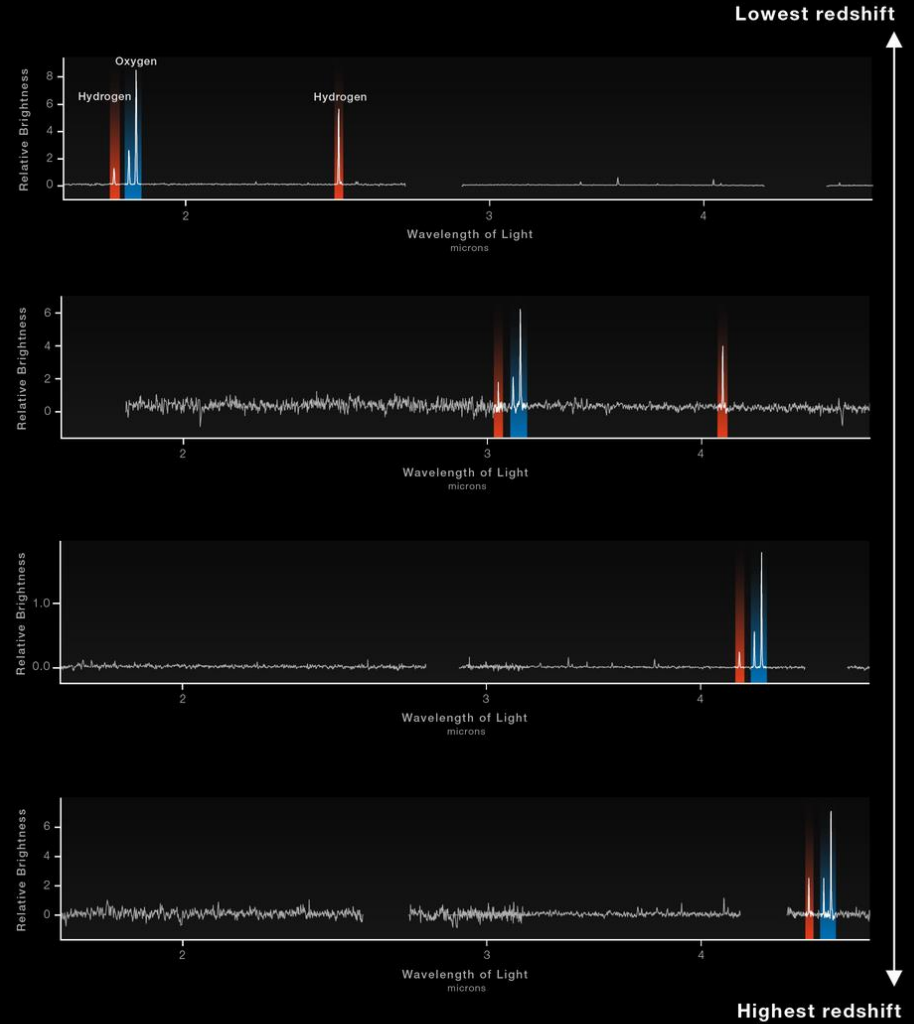 Lowest redshift
Oxygen
Hydrogen
Hydrogen
Relative Brightness
8
6
4
2
0
2
3
4
Wavelength of Light
microns
Relative Brightness
6
4
2
0
2
3
4
Wavelength of Light
microns
Relative Brightness
1.0
0.0
2
3
4
Wavelength of Light
microns
Relative Brightness
6
4
2
0
2
3
4
Wavelength of Light
microns
Highest redshift